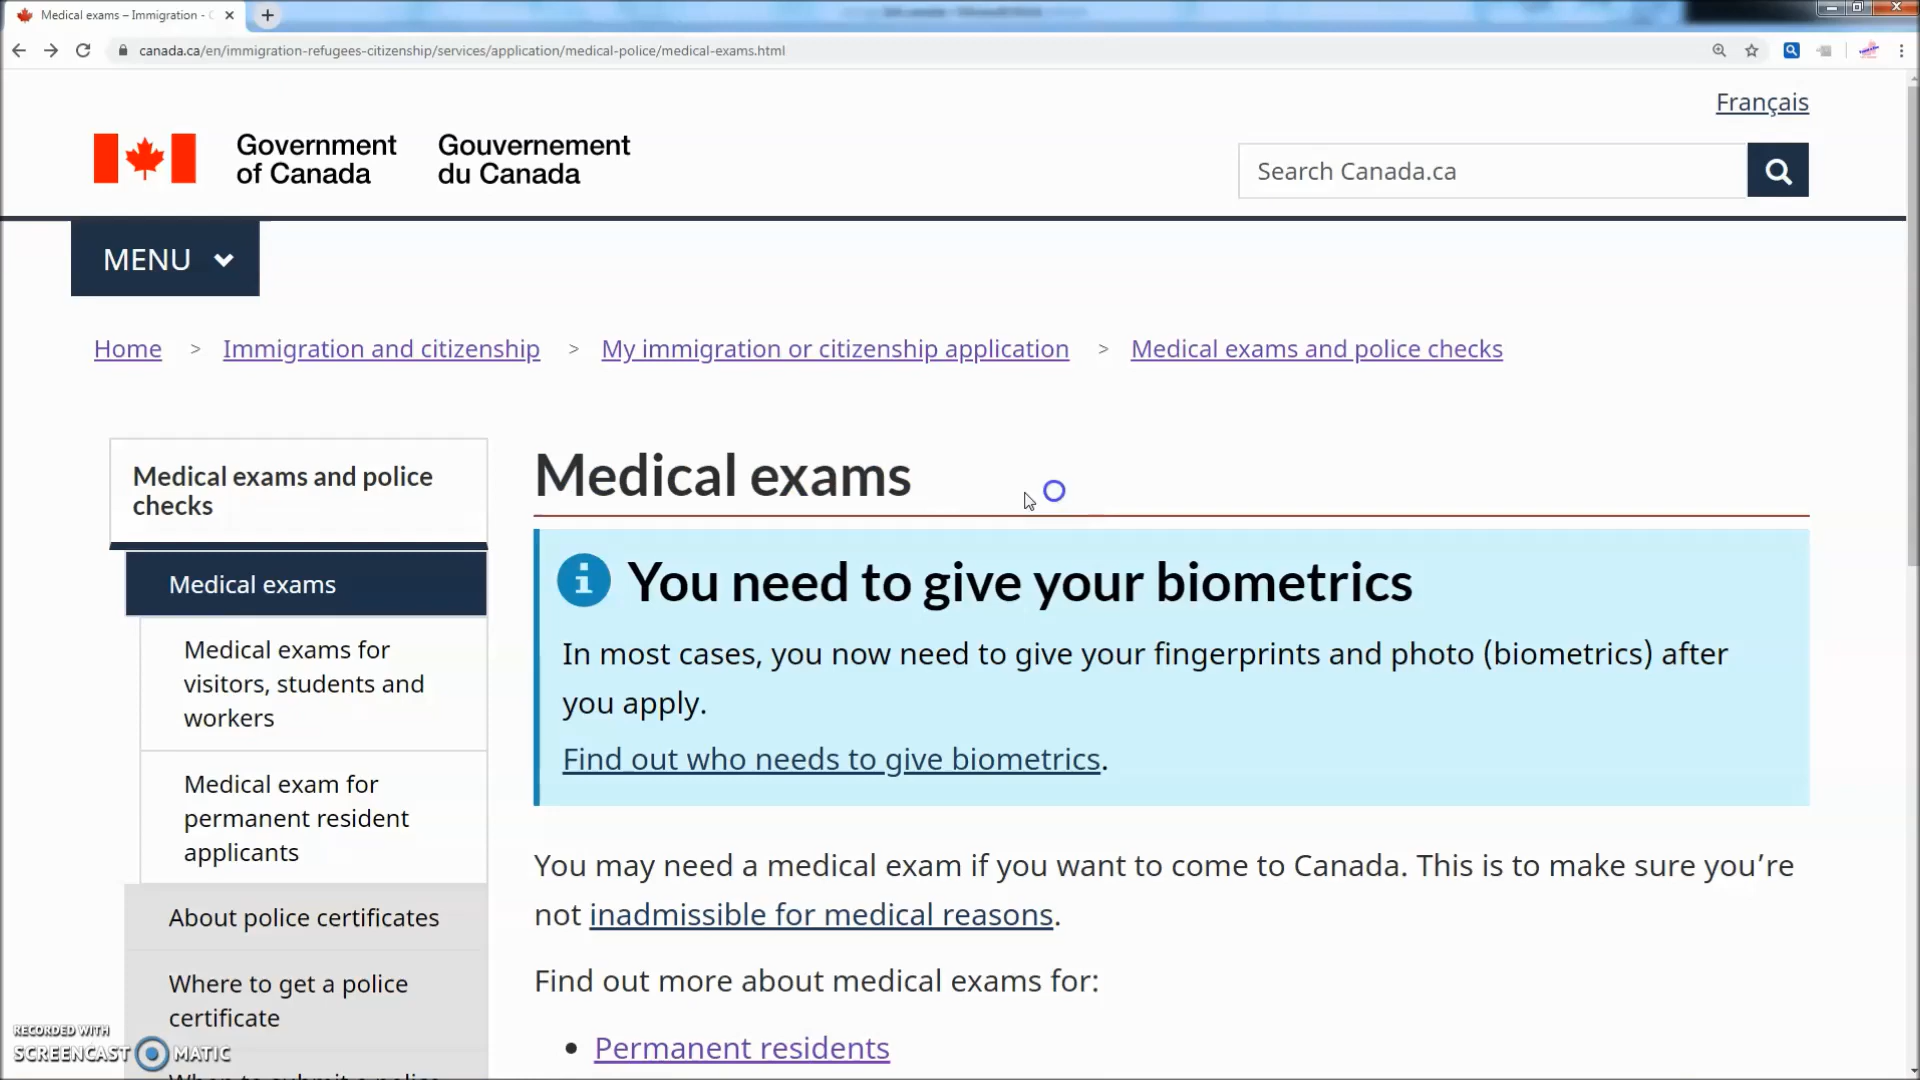 Medical exams – Immigration -
canada.ca/en/immigration-refugees-citizenship/services/application/medical-police/medical-exams.html
Français
Government
of Canada
Gouvernement
du Canada
Search Canada.ca
MENU
Home > Immigration and citizenship > My immigration or citizenship application > Medical exams and police checks
Medical exams and police
checks
Medical exams
Medical exams for
visitors, students and
workers
Medical exam for
permanent resident
applicants
About police certificates
Where to get a police
certificate
When to submit a police
Medical exams
You need to give your biometrics
In most cases, you now need to give your fingerprints and photo (biometrics) after
you apply.
Find out who needs to give biometrics.
You may need a medical exam if you want to come to Canada. This is to make sure you’re
not inadmissible for medical reasons.
Find out more about medical exams for:
• Permanent residents
RECORDED WITH
SCREENCAST MATIC